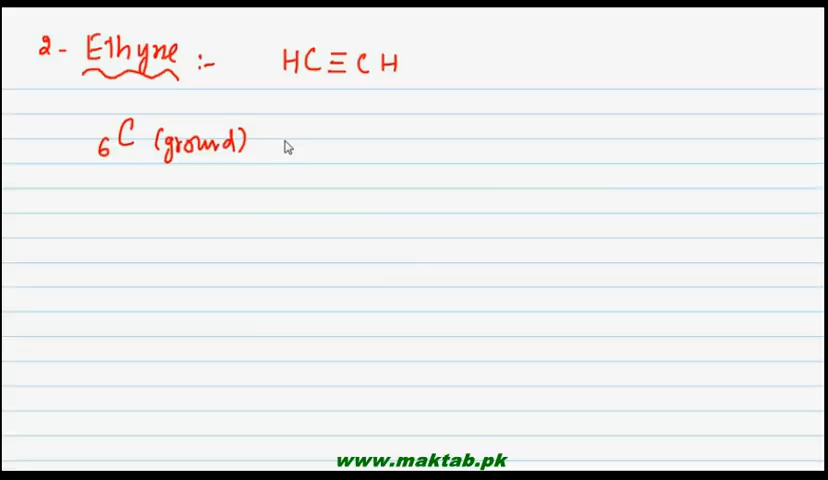 2- Ethyne :- HC≡CH
₆C (ground)
www.maktab.pk